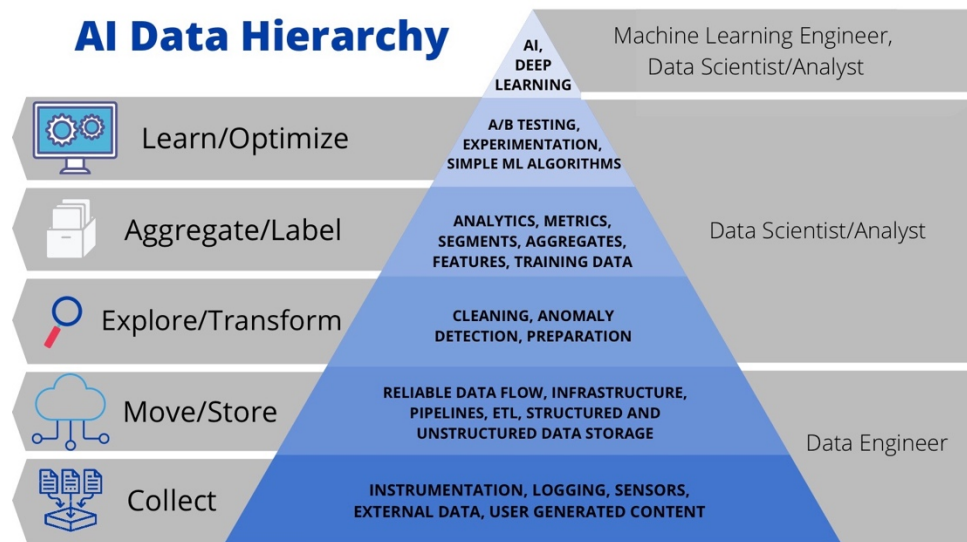 AI Data Hierarchy
AI,
DEEP
LEARNING
Machine Learning Engineer,
Data Scientist/Analyst
Learn/Optimize
A/B TESTING,
EXPERIMENTATION,
SIMPLE ML ALGORITHMS
Aggregate/Label
ANALYTICS, METRICS,
SEGMENTS, AGGREGATES,
FEATURES, TRAINING DATA
Data Scientist/Analyst
Explore/Transform
CLEANING, ANOMALY
DETECTION, PREPARATION
Move/Store
RELIABLE DATA FLOW, INFRASTRUCTURE,
PIPELINES, ETL, STRUCTURED AND
UNSTRUCTURED DATA STORAGE
Data Engineer
Collect
INSTRUMENTATION, LOGGING, SENSORS,
EXTERNAL DATA, USER GENERATED CONTENT